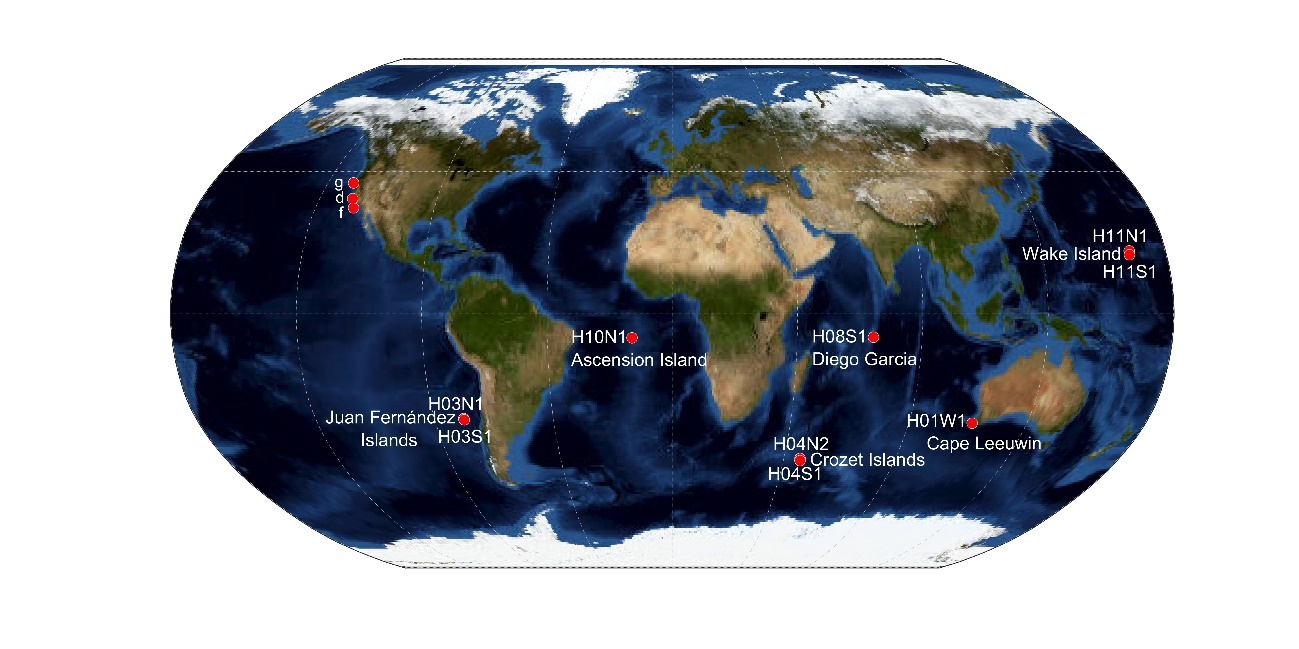 g
d
f
H11N1
Wake Island
H11S1
H10N1
Ascension Island
H08S1
Diego Garcia
H03N1
Juan Fernández
Islands
H03S1
H01W1
Cape Leeuwin
H04N2
Crozet Islands
H04S1